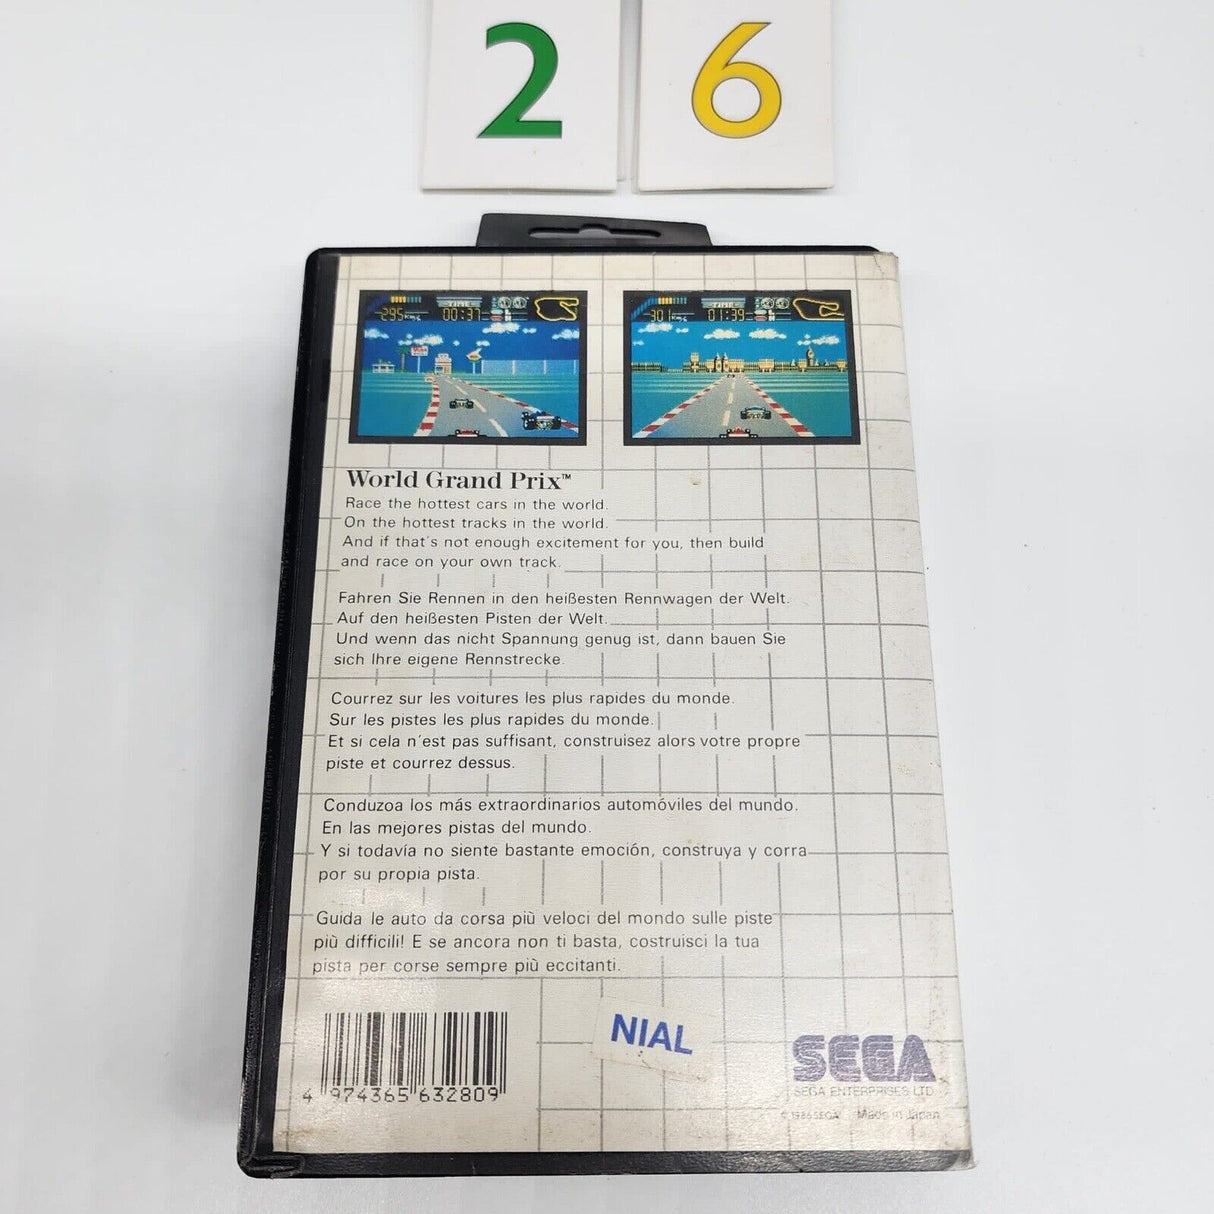 2 6
295km/h TIME 00:37
301km/h TIME 01:39
World Grand Prix™
Race the hottest cars in the world.
On the hottest tracks in the world.
And if that's not enough excitement for you, then build
and race on your own track.
Fahren Sie Rennen in den heißesten Rennwagen der Welt.
Auf den heißesten Pisten der Welt.
Und wenn das nicht Spannung genug ist, dann bauen Sie
sich Ihre eigene Rennstrecke.
Courrez sur les voitures les plus rapides du monde.
Sur les pistes les plus rapides du monde.
Et si cela n'est pas suffisant, construisez alors votre propre
piste et courrez dessus.
Conduzoa los más extraordinarios automóviles del mundo.
En las mejores pistas del mundo.
Y si todavía no siente bastante emoción, construya y corra
por su propia pista.
Guida le auto da corsa più veloci del mondo sulle piste
più difficili! E se ancora non ti basta, costruisci la tua
pista per corse sempre più eccitanti.
4 974365 632809
NIAL
SEGA
SEGA ENTERPRISES LTD.
© 1986 SEGA Made in Japan